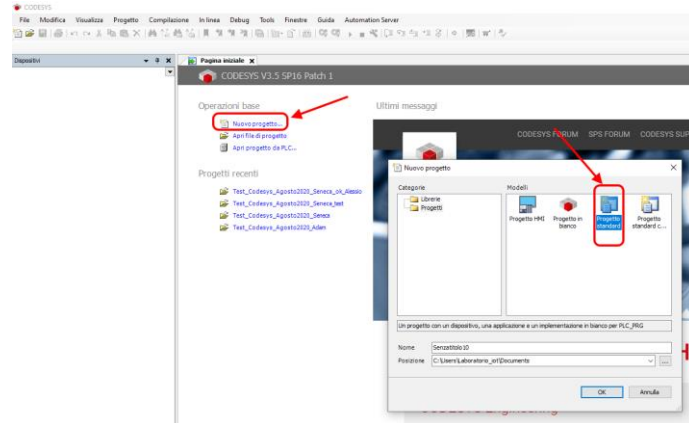 CODESYS
File Modifica Visualizza Progetto Compilazione In linea Debug Tools Finestre Guida Automation Server
Dispositivi
Pagina iniziale
CODESYS V3.5 SP16 Patch 1
Operazioni base
Nuovo progetto...
Apri file di progetto
Apri progetto da PLC...
Progetti recenti
Test_Codesys_Agosto2020_Seneca_ok_Alessio
Test_Codesys_Agosto2020_Seneca_test
Test_Codesys_Agosto2020_Seneca
Test_Codesys_Agosto2020_Adam
Ultimi messaggi
CODESYS FORUM SPS FORUM CODESYS SUP
Nuovo progetto
Categorie
Librerie
Progetti
Modelli
Progetto HMI
Progetto in bianco
Progetto standard
Progetto standard c...
Un progetto con un dispositivo, una applicazione e un implementazione in bianco per PLC_PRG
Nome Senzatitolo10
Posizione C:\Users\Laboratorio_iot\Documents
...
OK Annulla